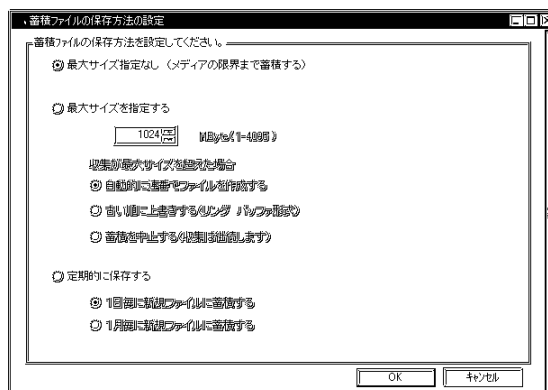 蓄積ファイルの保存方法の設定
蓄積ファイルの保存方法を設定してください。
最大サイズ指定なし（メディアの限界まで蓄積する）
最大サイズを指定する
1024 MByte(1-4095)
収集が最大サイズを超えた場合
自動的に連番でファイルを作成する
古い順に上書きする(リング バッファ形式)
蓄積を中止する(収集は継続します)
定期的に保存する
1日毎に新規ファイルに蓄積する
1月毎に新規ファイルに蓄積する
OK キャンセル